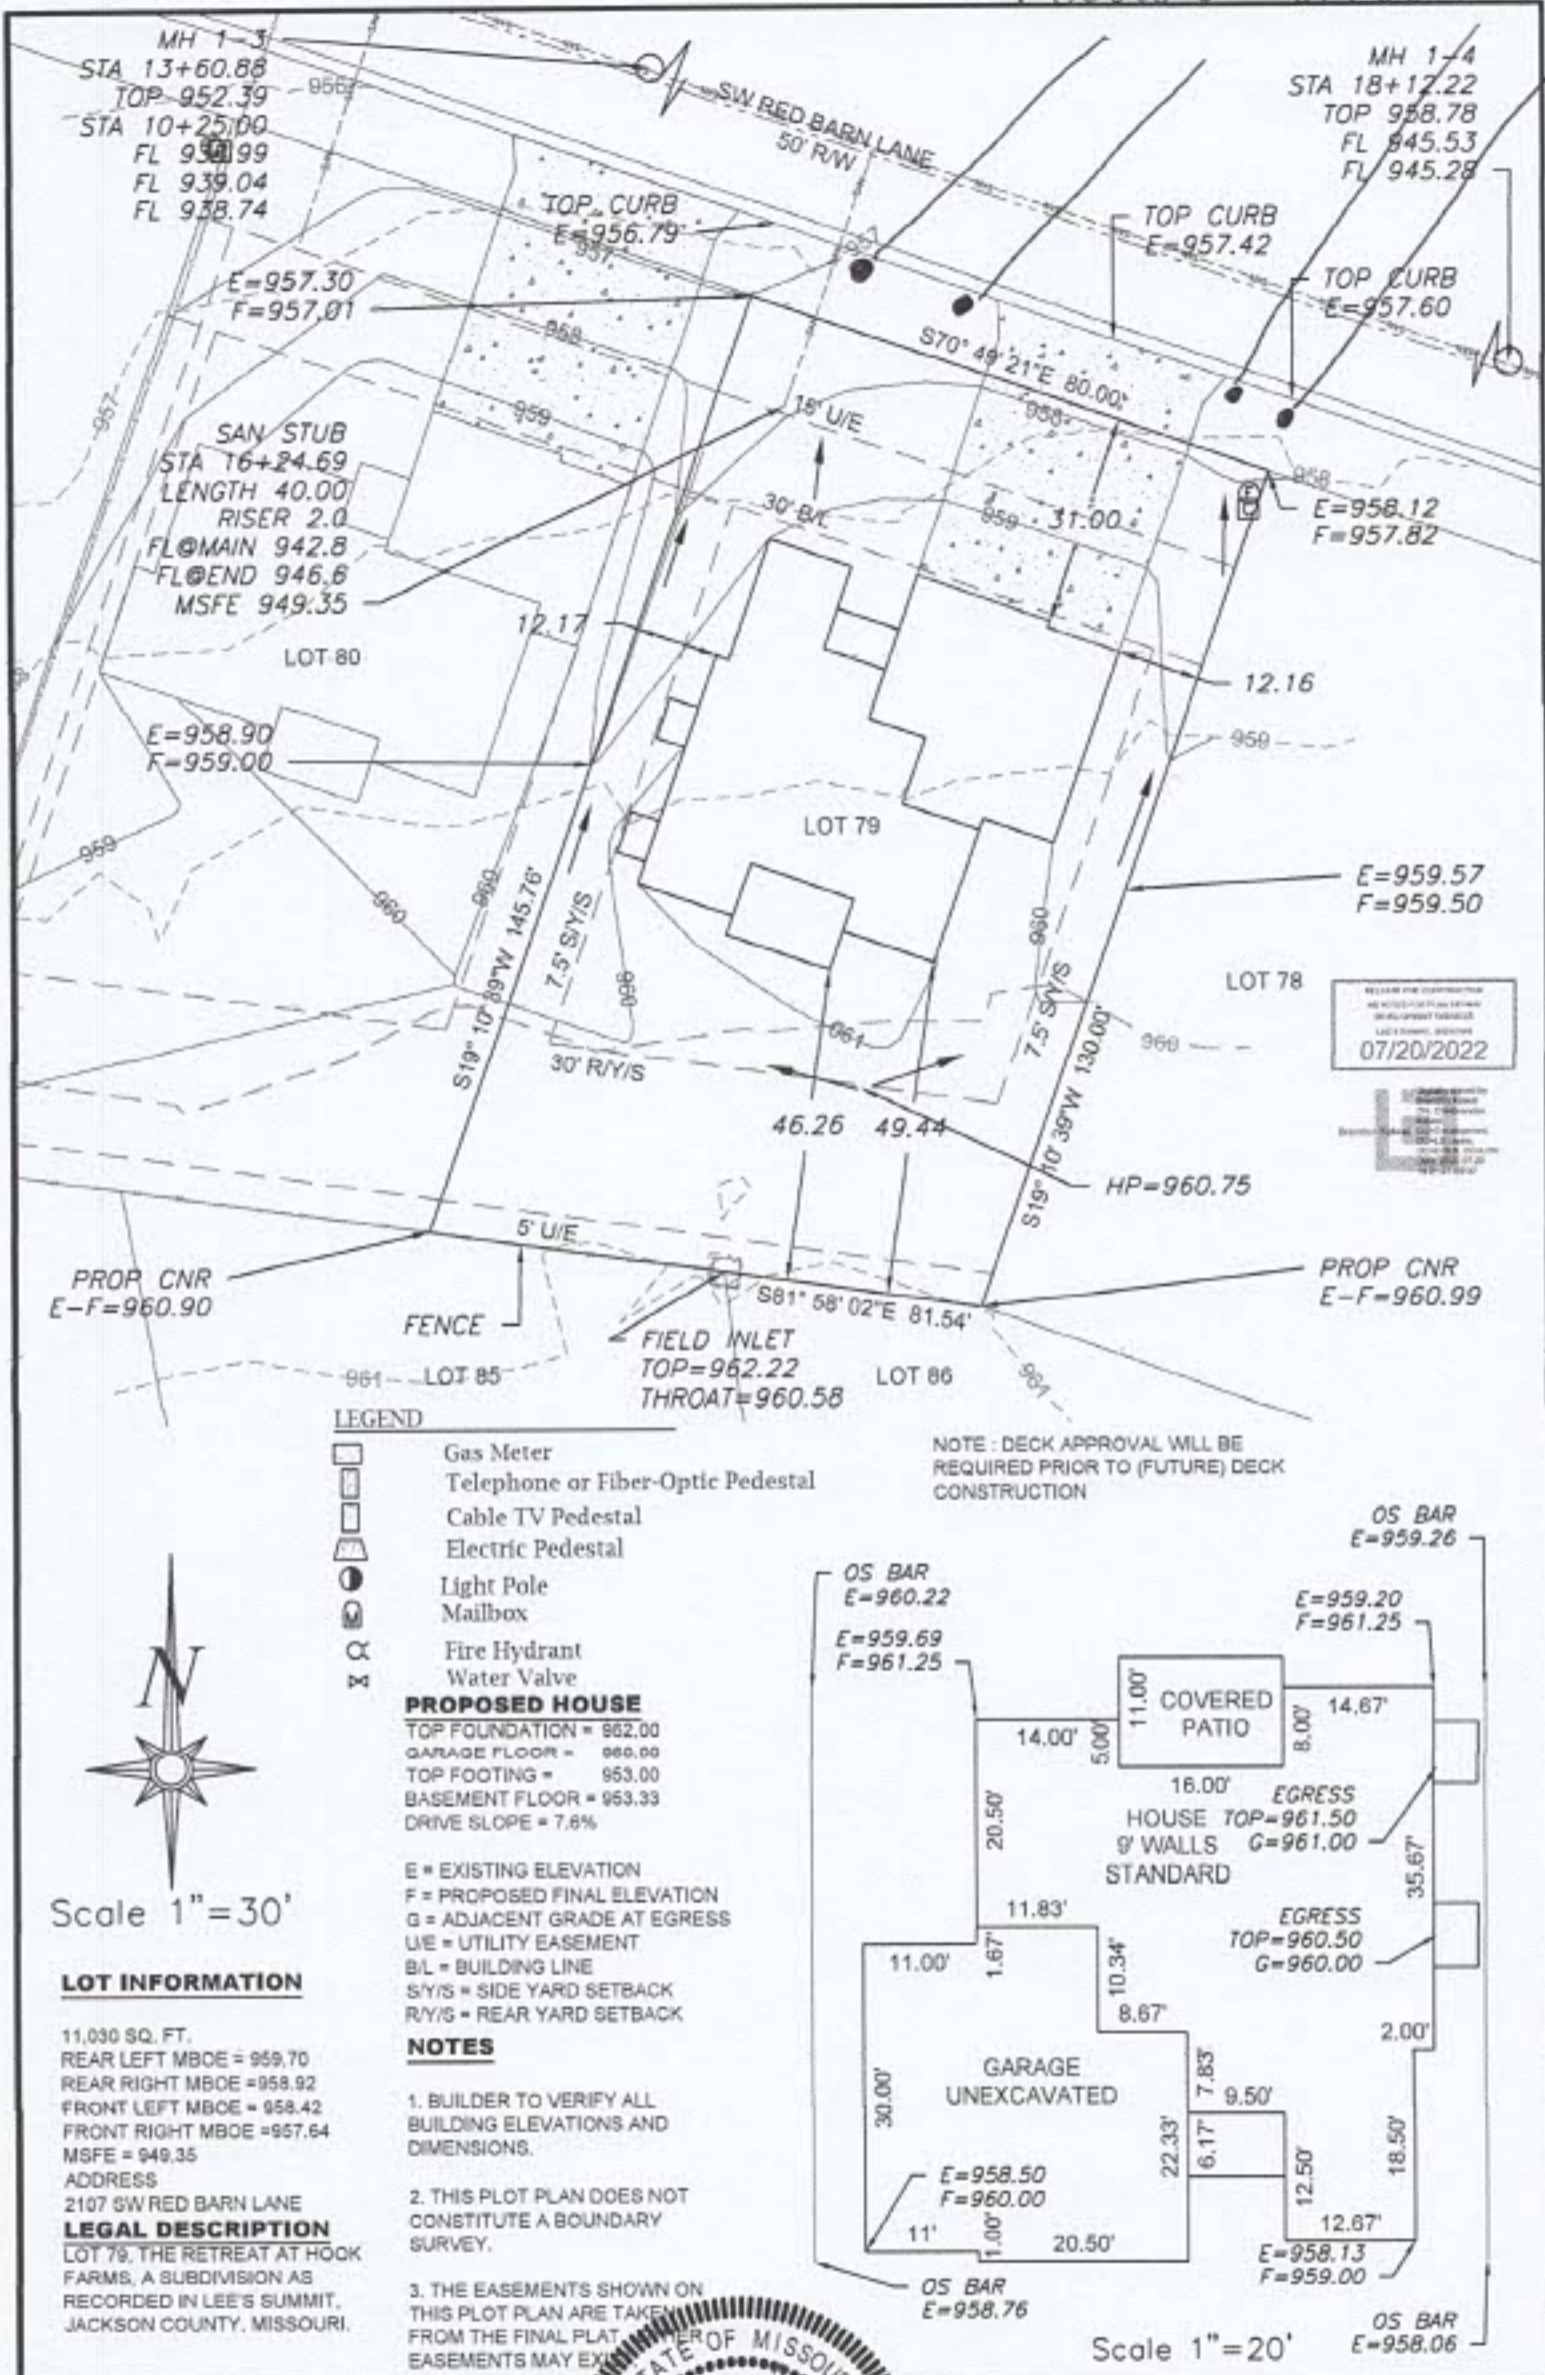 MH 1-3
STA 13+60.88
TOP 952.39
STA 10+25.00
FL 939.04
FL 938.74
956
SW RED BARN LANE
50' R/W
MH 1-4
STA 18+12.22
TOP 958.78
FL 945.53
FL 945.28
TOP CURB
E=956.79
TOP CURB
E=957.42
TOP CURB
E=957.60
957
E=957.30
F=957.01
958
S70° 49' 21"E 80.00'
957
959
15' U/E
958
SAN STUB
STA 16+24.69
LENGTH 40.00
RISER 2.0
FL@MAIN 942.8
FL@END 946.6
MSFE 949.35
30' B/L
959
31.00
958
E=958.12
F=957.82
12.17
LOT 80
12.16
E=958.90
F=959.00
959
LOT 79
959
960
960
E=959.57
F=959.50
S19° 10' 39"W 145.76'
7.5' S/Y/S
960
960
LOT 78
961
7.5' S/Y/S
960
07/20/2022
30' R/Y/S
46.26
49.44
S19° 10' 39"W 130.00'
HP=960.75
5' U/E
PROP CNR
E-F=960.90
PROP CNR
E-F=960.99
FENCE
S81° 58' 02"E 81.54'
FIELD INLET
TOP=962.22
THROAT=960.58
961
LOT 85
LOT 86
961
LEGEND
Gas Meter
Telephone or Fiber-Optic Pedestal
Cable TV Pedestal
Electric Pedestal
Light Pole
Mailbox
Fire Hydrant
Water Valve
NOTE : DECK APPROVAL WILL BE
REQUIRED PRIOR TO (FUTURE) DECK
CONSTRUCTION
N
Scale 1"=30'
PROPOSED HOUSE
TOP FOUNDATION = 962.00
GARAGE FLOOR = 960.00
TOP FOOTING = 953.00
BASEMENT FLOOR = 953.33
DRIVE SLOPE = 7.6%
E = EXISTING ELEVATION
F = PROPOSED FINAL ELEVATION
G = ADJACENT GRADE AT EGRESS
U/E = UTILITY EASEMENT
B/L = BUILDING LINE
S/Y/S = SIDE YARD SETBACK
R/Y/S = REAR YARD SETBACK
LOT INFORMATION
11,030 SQ. FT.
REAR LEFT MBOE = 959.70
REAR RIGHT MBOE =958.92
FRONT LEFT MBOE = 958.42
FRONT RIGHT MBOE =957.64
MSFE = 949.35
ADDRESS
2107 SW RED BARN LANE
LEGAL DESCRIPTION
LOT 79, THE RETREAT AT HOOK
FARMS, A SUBDIVISION AS
RECORDED IN LEE'S SUMMIT,
JACKSON COUNTY, MISSOURI.
NOTES
1. BUILDER TO VERIFY ALL
BUILDING ELEVATIONS AND
DIMENSIONS.
2. THIS PLOT PLAN DOES NOT
CONSTITUTE A BOUNDARY
SURVEY.
3. THE EASEMENTS SHOWN ON
THIS PLOT PLAN ARE TAKEN
FROM THE FINAL PLAT.
EASEMENTS MAY
STATE OF MISSOU
OS BAR
E=959.26
OS BAR
E=960.22
E=959.20
F=961.25
E=959.69
F=961.25
11.00'
COVERED
PATIO
14.67'
14.00'
5.00'
8.00'
16.00'
EGRESS
TOP=961.50
G=961.00
HOUSE
9' WALLS
STANDARD
20.50'
35.67'
11.83'
EGRESS
TOP=960.50
G=960.00
11.00'
1.67'
10.34'
8.67'
2.00'
GARAGE
UNEXCAVATED
7.83'
9.50'
30.00'
22.33'
6.17'
18.50'
E=958.50
F=960.00
12.50'
11'
1.00'
20.50'
12.67'
E=958.13
F=959.00
OS BAR
E=958.76
Scale 1"=20'
OS BAR
E=958.06